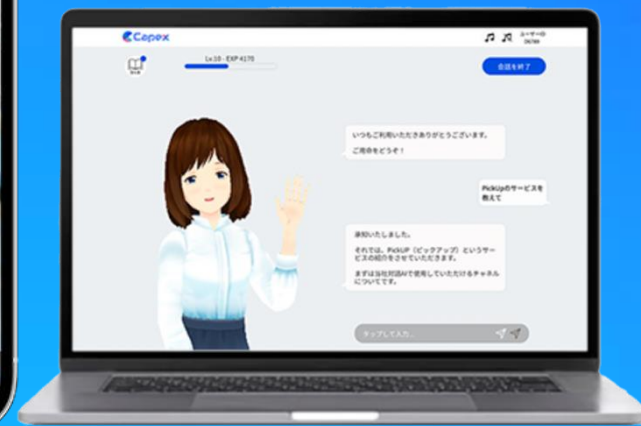 Capex
ユーザーID
Lv.10 - EXP 4170
会話を終了
いつもご利用いただきありがとうございます。
ご用命をどうぞ！
PickUpのサービスを
教えて
承知いたしました。
それでは、PickUP（ピックアップ）というサー
ビスの紹介をさせていただきます。
まずは当社対話AIで使用していただけるチャネル
についてです。
タップして入力...